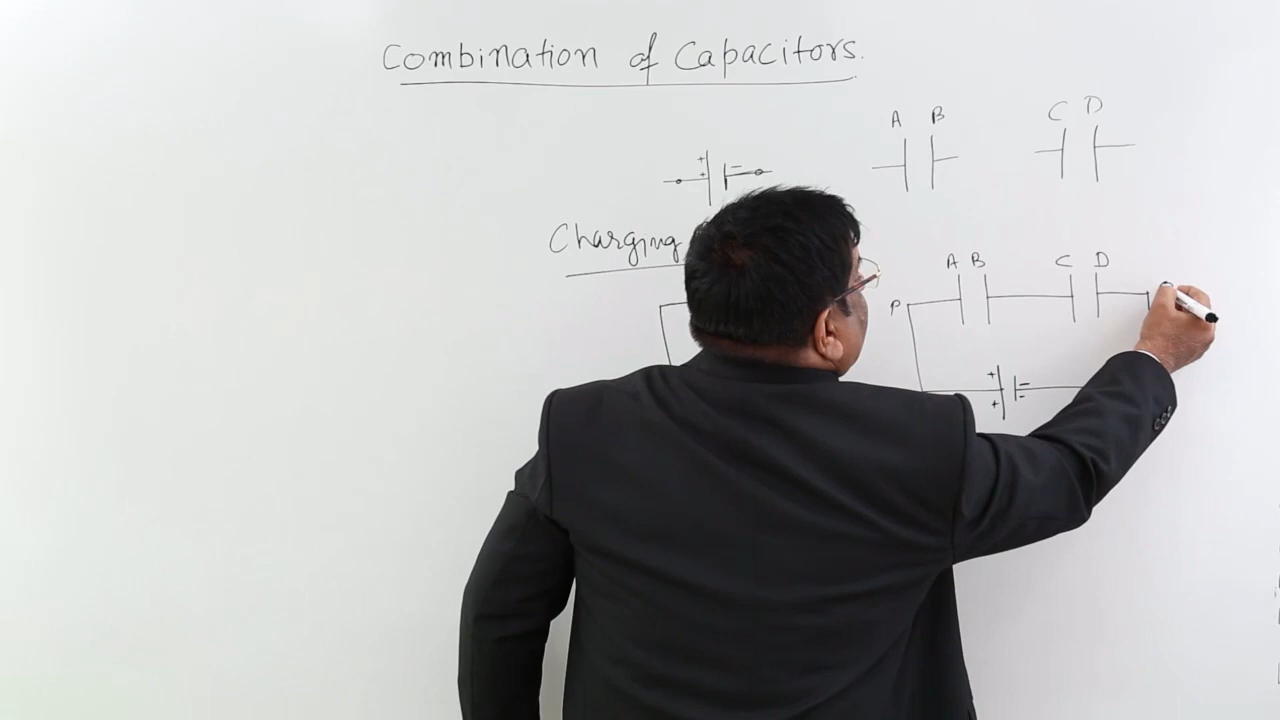 Combination of Capacitors.
A B C D
+ -
+
Charging
A B C D
P
+ -
+ -